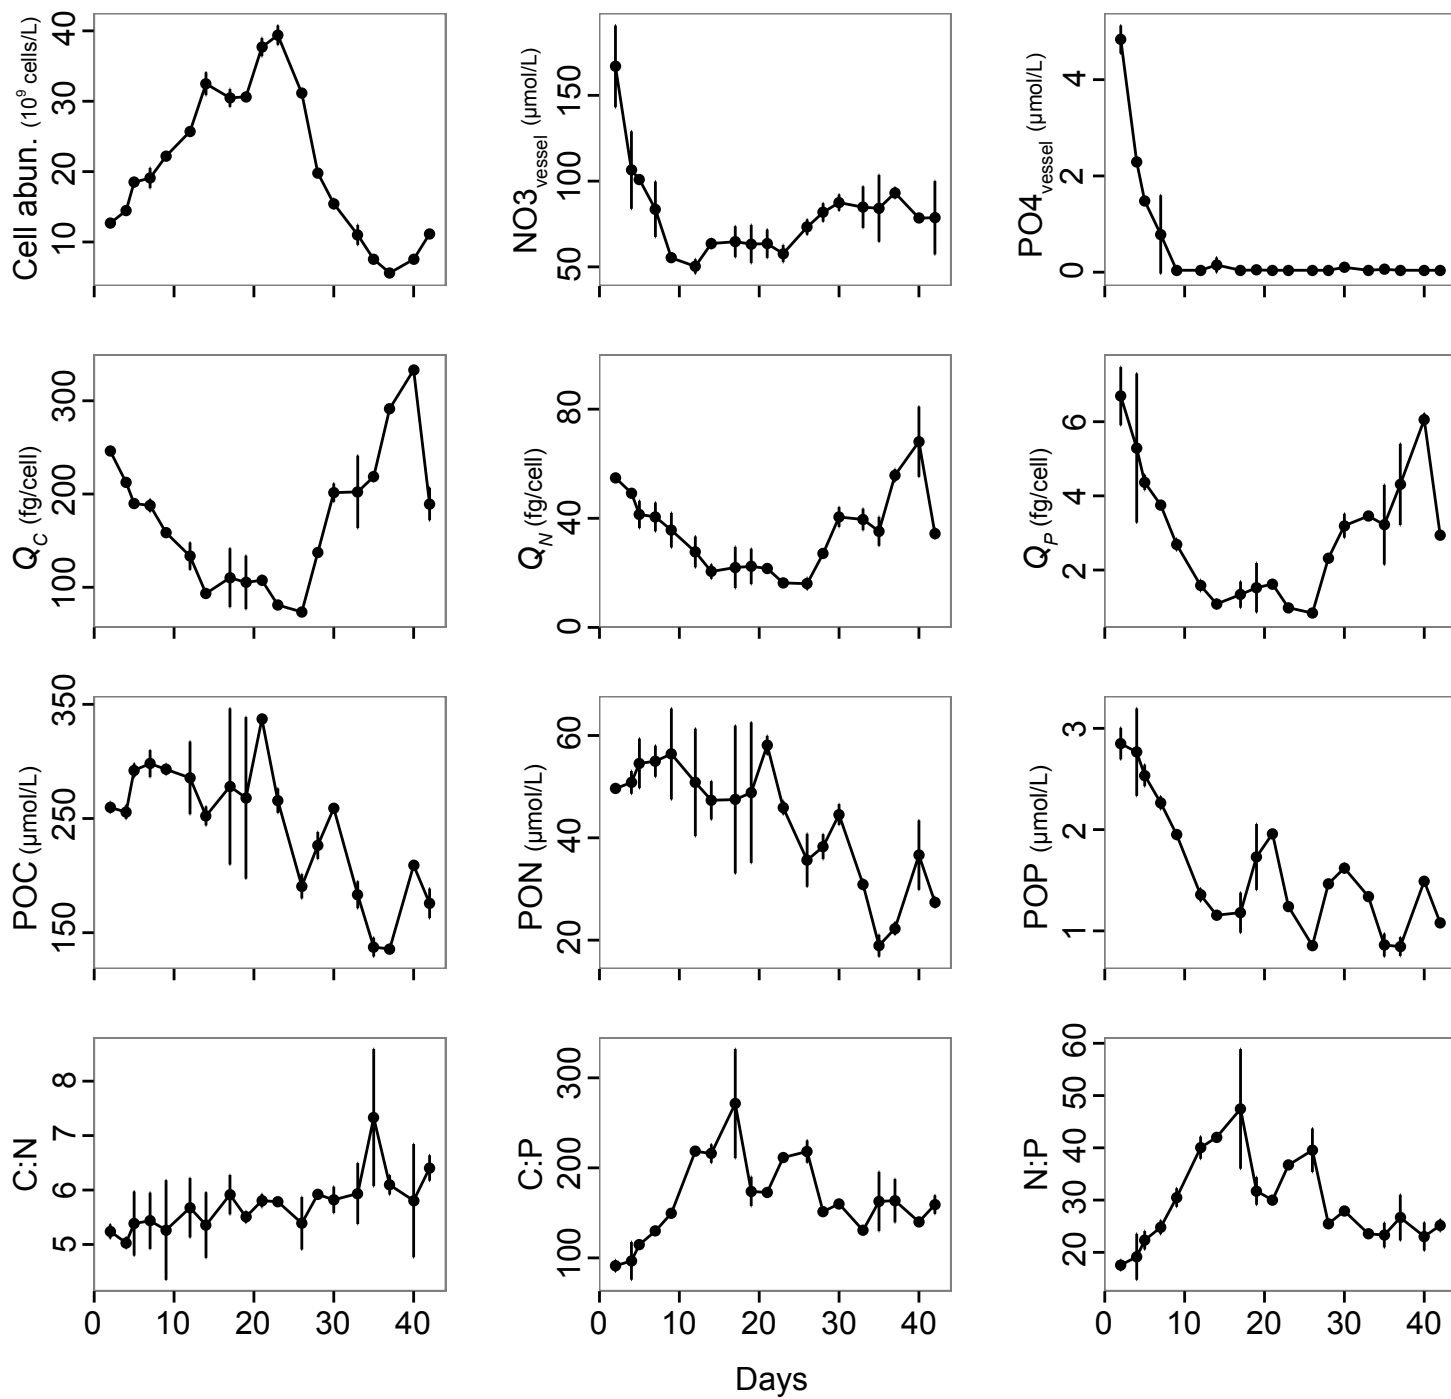 Cell abun. (10⁹ cells/L)
10
20
30
40
NO3vessel (µmol/L)
50
100
150
PO4vessel (µmol/L)
0
2
4
QC (fg/cell)
100
200
300
QN (fg/cell)
0
40
80
QP (fg/cell)
2
4
6
POC (µmol/L)
150
250
350
PON (µmol/L)
20
40
60
POP (µmol/L)
1
2
3
C:N
5
6
7
8
C:P
100
200
300
N:P
20
30
40
50
60
0 10 20 30 40
0 10 20 30 40
0 10 20 30 40
Days